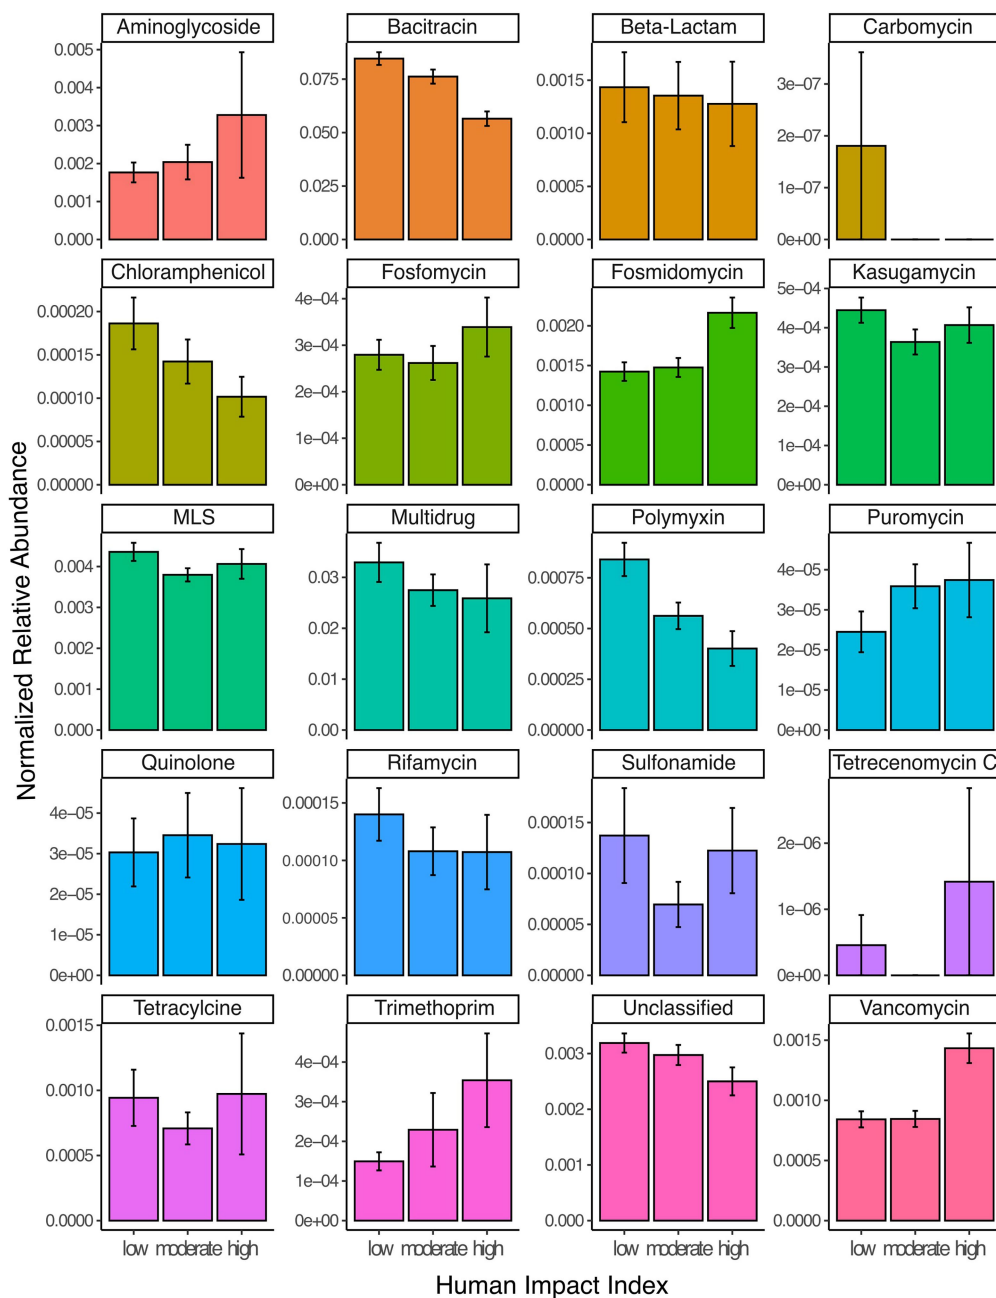 Aminoglycoside Bacitracin Beta-Lactam Carbomycin
0.005
0.004
0.003
0.002
0.001
0.000
0.075
0.050
0.025
0.000
0.0015
0.0010
0.0005
0.0000
3e−07
2e−07
1e−07
0e+00
Chloramphenicol Fosfomycin Fosmidomycin Kasugamycin
0.00020
0.00015
0.00010
0.00005
0.00000
4e−04
3e−04
2e−04
1e−04
0e+00
0.0020
0.0015
0.0010
0.0005
0.0000
5e−04
4e−04
3e−04
2e−04
1e−04
0e+00
MLS Multidrug Polymyxin Puromycin
0.004
0.003
0.002
0.001
0.000
0.03
0.02
0.01
0.00
0.00075
0.00050
0.00025
0.00000
4e−05
3e−05
2e−05
1e−05
0e+00
Quinolone Rifamycin Sulfonamide Tetrecenomycin C
4e−05
3e−05
2e−05
1e−05
0e+00
0.00015
0.00010
0.00005
0.00000
0.00015
0.00010
0.00005
0.00000
2e−06
1e−06
0e+00
Tetracylcine Trimethoprim Unclassified Vancomycin
0.0015
0.0010
0.0005
0.0000
4e−04
3e−04
2e−04
1e−04
0e+00
0.003
0.002
0.001
0.000
0.0015
0.0010
0.0005
0.0000
low moderate high low moderate high low moderate high low moderate high
Normalized Relative Abundance
Human Impact Index